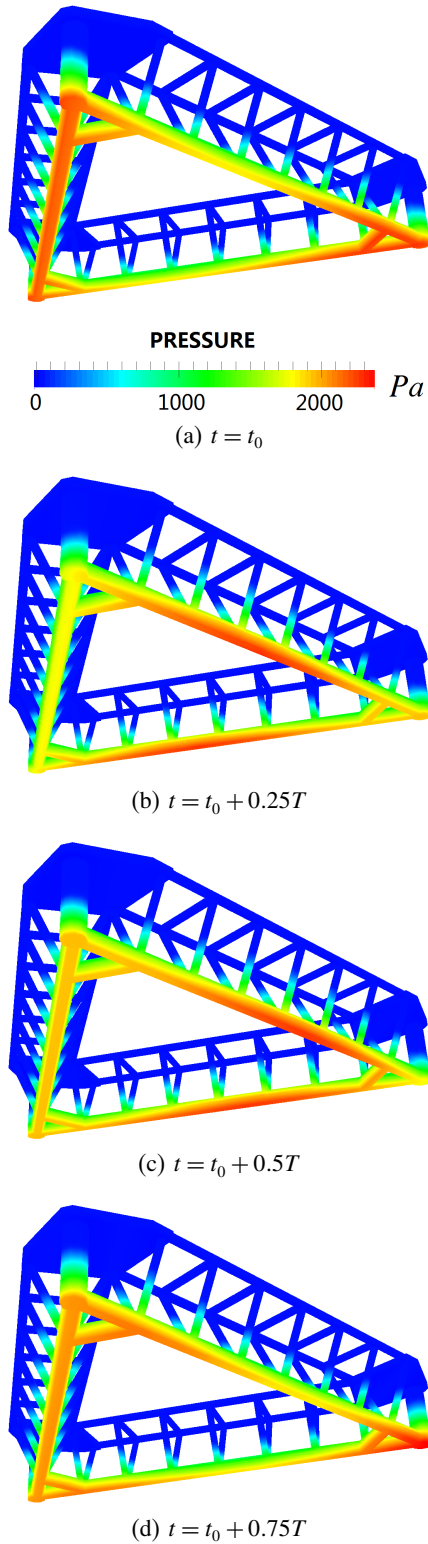 PRESSURE
0 1000 2000 Pa
(a) t = t₀
(b) t = t₀ + 0.25T
(c) t = t₀ + 0.5T
(d) t = t₀ + 0.75T